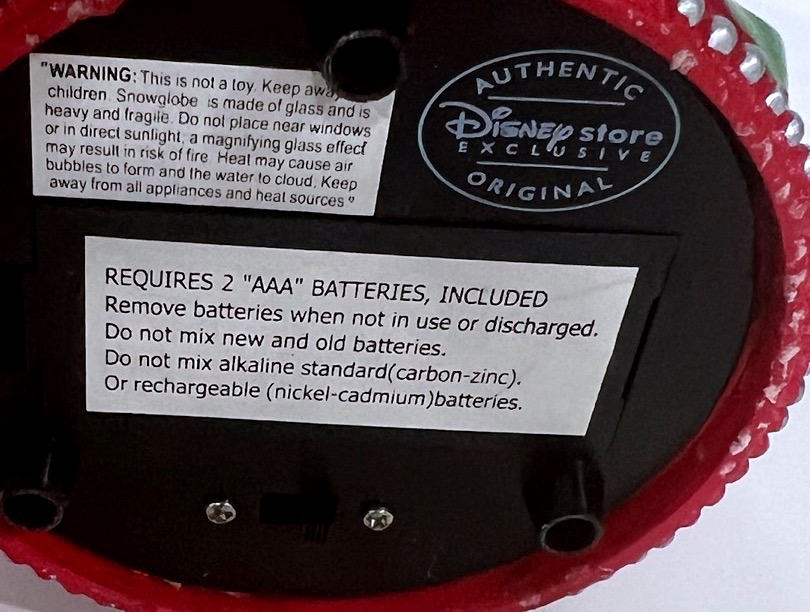 "WARNING: This is not a toy. Keep away
children. Snowglobe is made of glass and is
heavy and fragile. Do not place near windows
or in direct sunlight, a magnifying glass effect
may result in risk of fire. Heat may cause air
bubbles to form and the water to cloud. Keep
away from all appliances and heat sources"
AUTHENTIC
Disney store
EXCLUSIVE
ORIGINAL
REQUIRES 2 "AAA" BATTERIES, INCLUDED
Remove batteries when not in use or discharged.
Do not mix new and old batteries.
Do not mix alkaline standard(carbon-zinc).
Or rechargeable (nickel-cadmium)batteries.